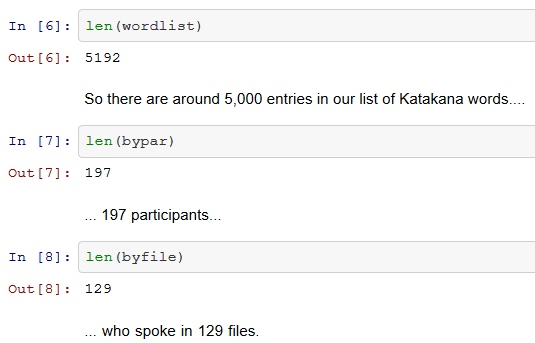 In [6]: len(wordlist)
Out[6]: 5192
So there are around 5,000 entries in our list of Katakana words....
In [7]: len(bypar)
Out[7]: 197
... 197 participants...
In [8]: len(byfile)
Out[8]: 129
... who spoke in 129 files.